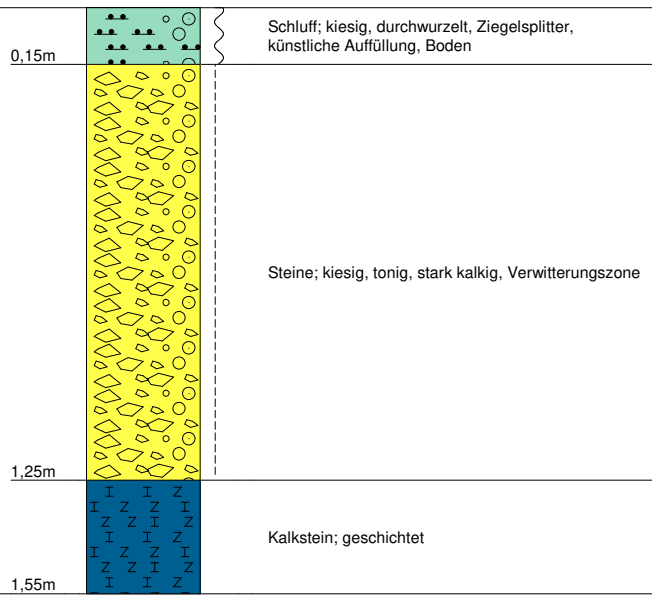 Schluff; kiesig, durchwurzelt, Ziegelsplitter,
künstliche Auffüllung, Boden
0,15m
Steine; kiesig, tonig, stark kalkig, Verwitterungszone
1,25m
Kalkstein; geschichtet
1,55m